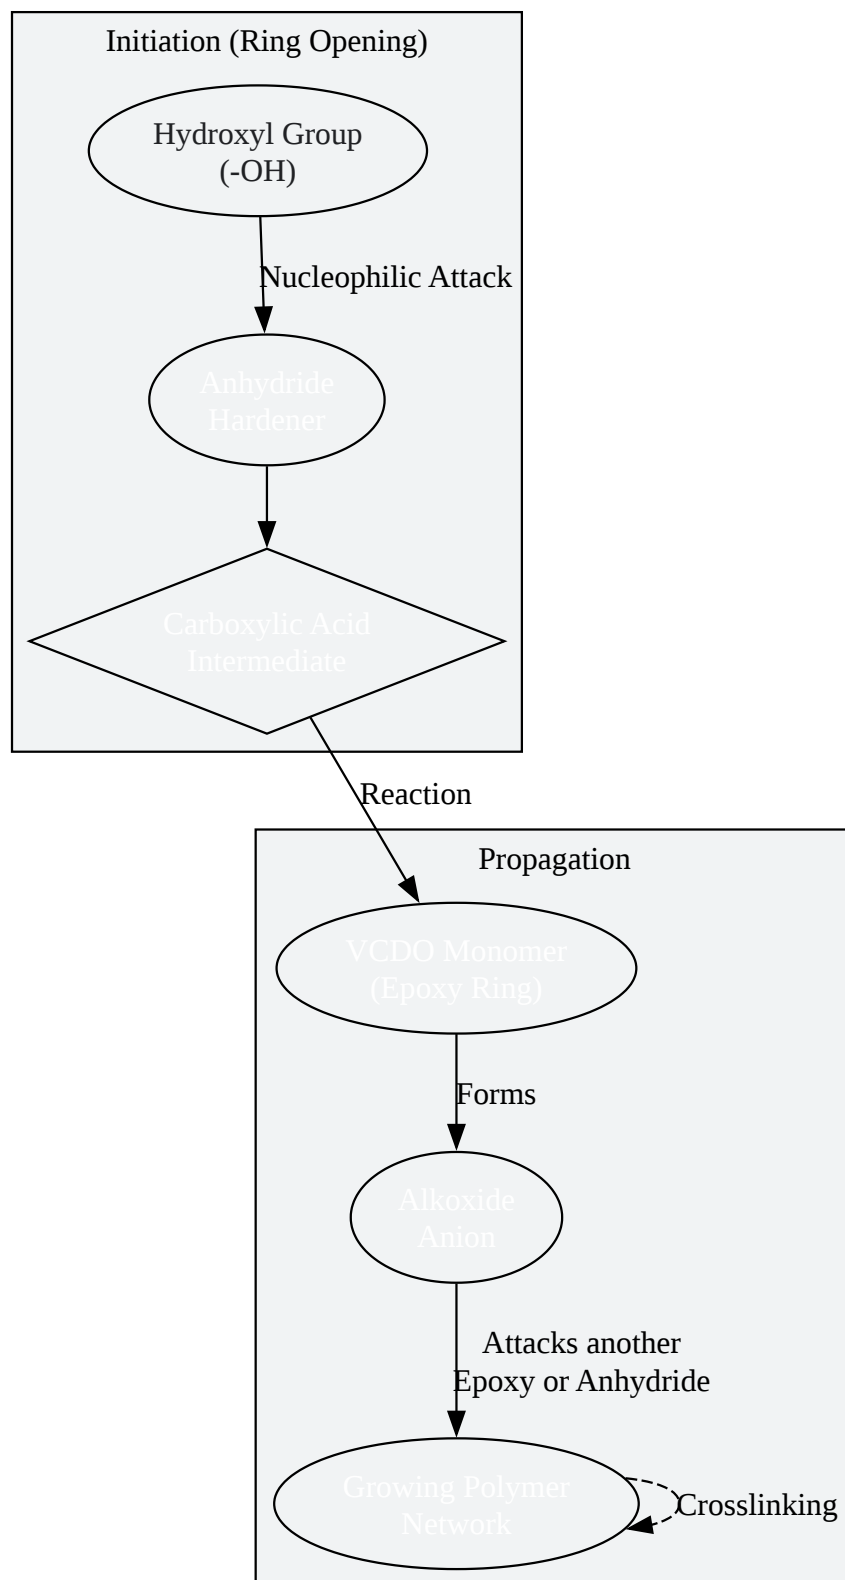 Initiation (Ring Opening)
Hydroxyl Group
(-OH)
Nucleophilic Attack
Anhydride
Hardener
Carboxylic Acid
Intermediate
Reaction
Propagation
VCDO Monomer
(Epoxy Ring)
Forms
Alkoxide
Anion
Attacks another
Epoxy or Anhydride
Growing Polymer
Network
Crosslinking